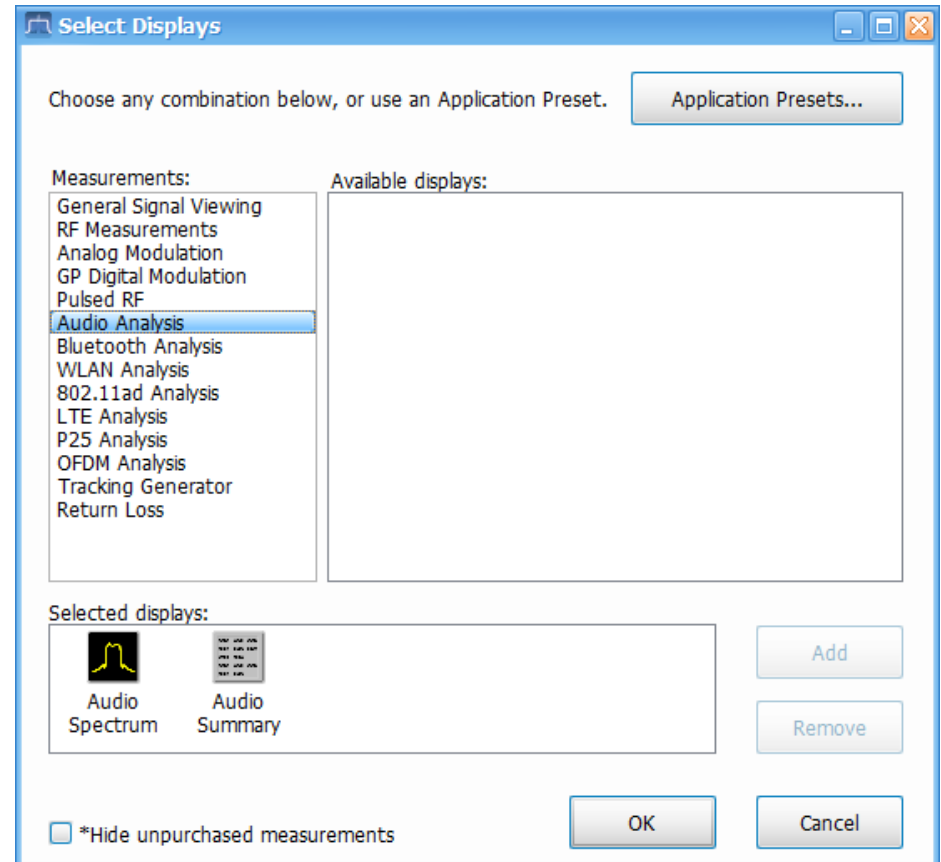 Select Displays
Choose any combination below, or use an Application Preset.
Application Presets...
Measurements:
General Signal Viewing
RF Measurements
Analog Modulation
GP Digital Modulation
Pulsed RF
Audio Analysis
Bluetooth Analysis
WLAN Analysis
802.11ad Analysis
LTE Analysis
P25 Analysis
OFDM Analysis
Tracking Generator
Return Loss
Available displays:
Selected displays:
Audio
Spectrum
Audio
Summary
Add
Remove
*Hide unpurchased measurements
OK
Cancel